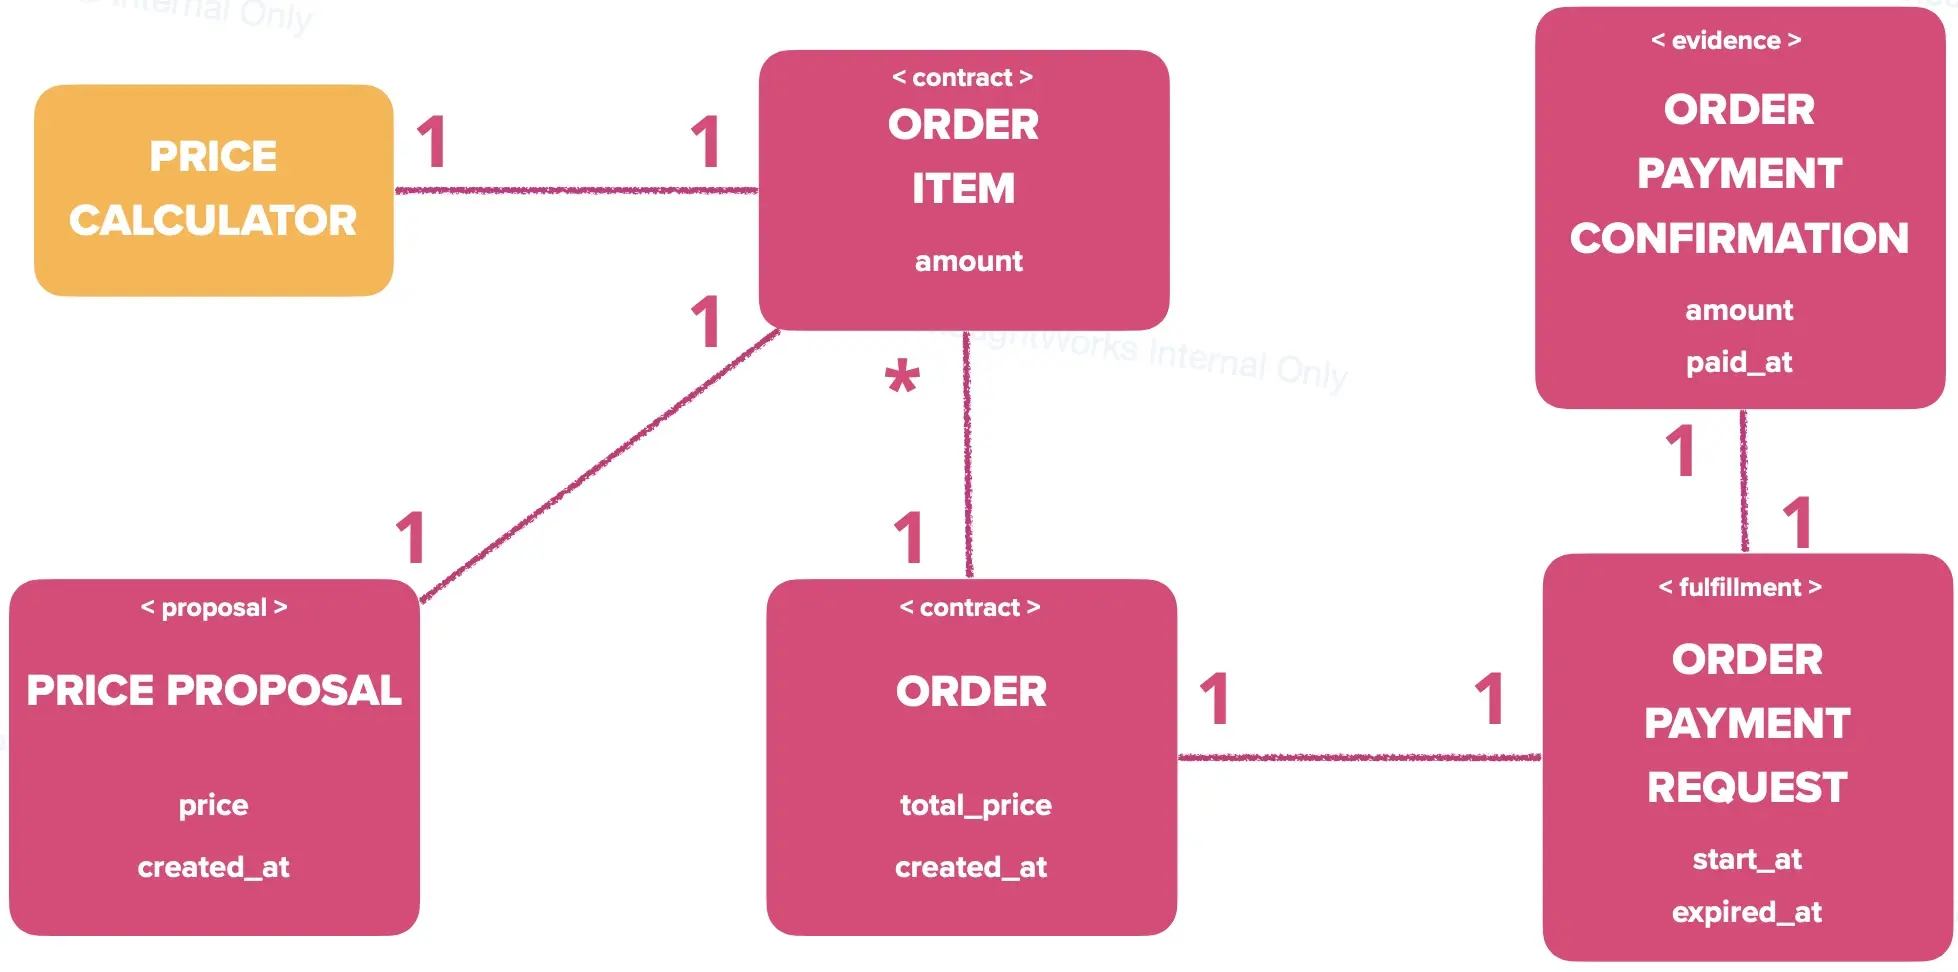 Internal Only
PRICE
CALCULATOR
1
1
< contract >
ORDER
ITEM
amount
< evidence >
ORDER
PAYMENT
CONFIRMATION
amount
paid_at
1
*
Internal Only
1
1
1
1
< proposal >
PRICE PROPOSAL
price
created_at
< contract >
ORDER
total_price
created_at
1
1
< fulfillment >
ORDER
PAYMENT
REQUEST
start_at
expired_at